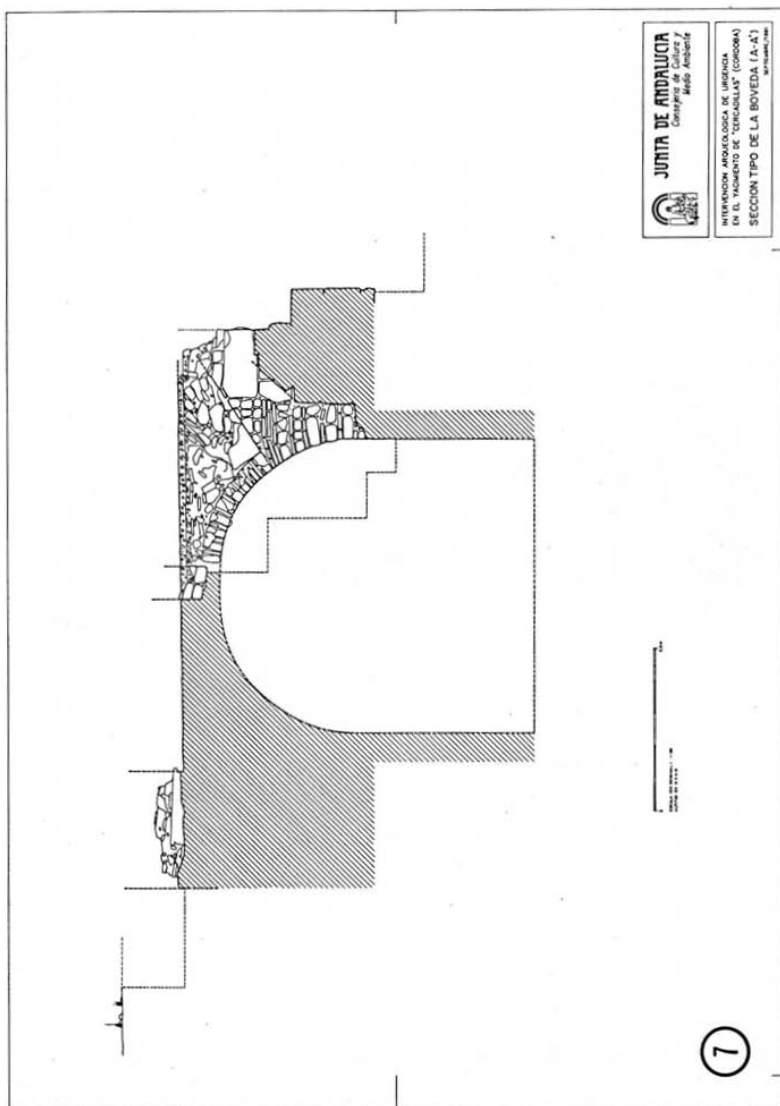 JUNTA DE ANDALUCIA
Consejería de Cultura y
Medio Ambiente
INTERVENCION ARQUEOLOGICA DE URGENCIA
EN EL YACIMIENTO DE "CERCADILLAS" (CORDOBA)
SECCION TIPO DE LA BOVEDA (A-A')
7